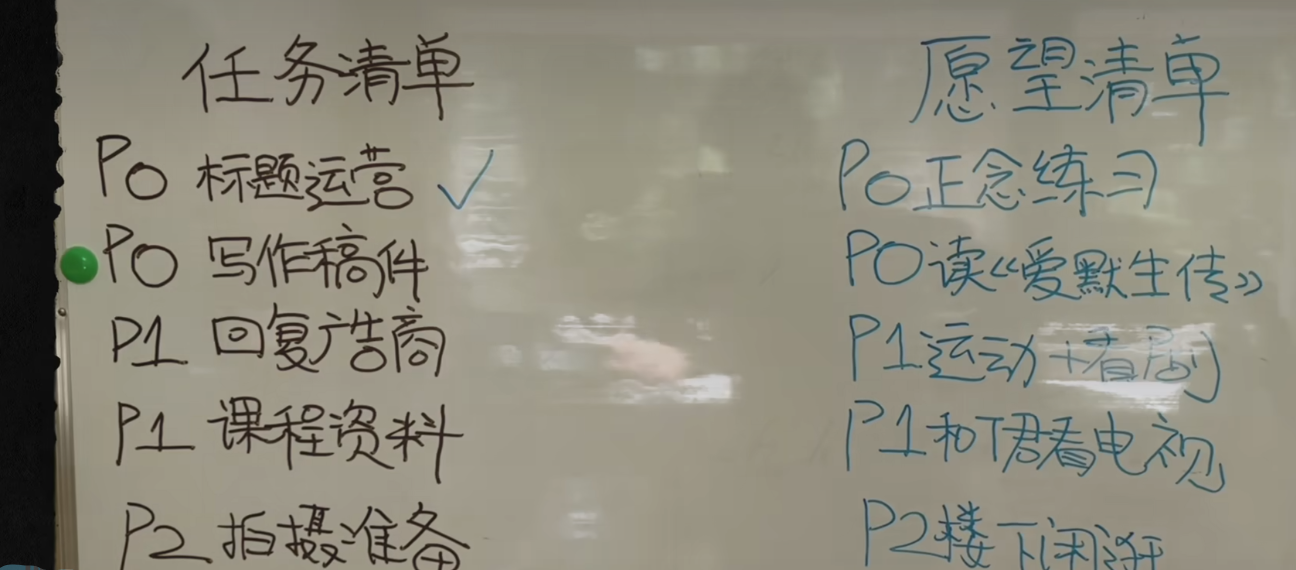 任务清单
P0 标题运营 ✓
P0 写作稿件
P1 回复广告商
P1 课程资料
P2 拍摄准备
愿望清单
P0 正念练习
P0 读《爱默生传》
P1 运动+看剧
P1 和T君看电视
P2 楼下闲逛